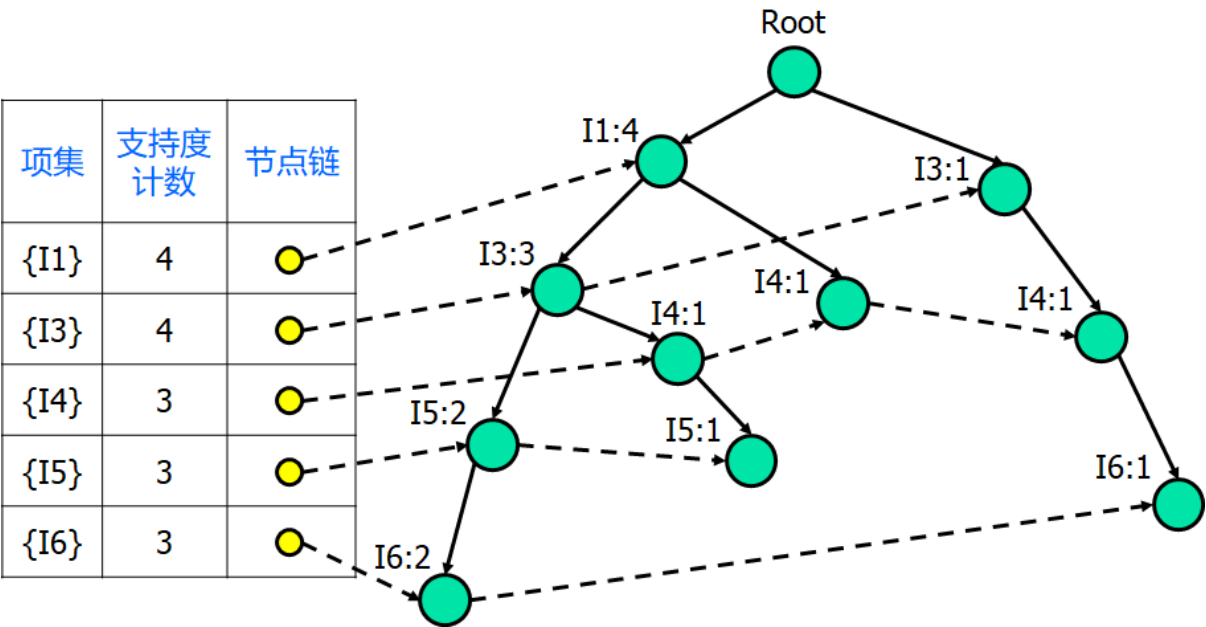 Root
I1:4
I3:1
I3:3
I4:1
I4:1
I4:1
I5:2
I5:1
I6:1
I6:2
项集 支持度计数 节点链
{I1} 4
{I3} 4
{I4} 3
{I5} 3
{I6} 3